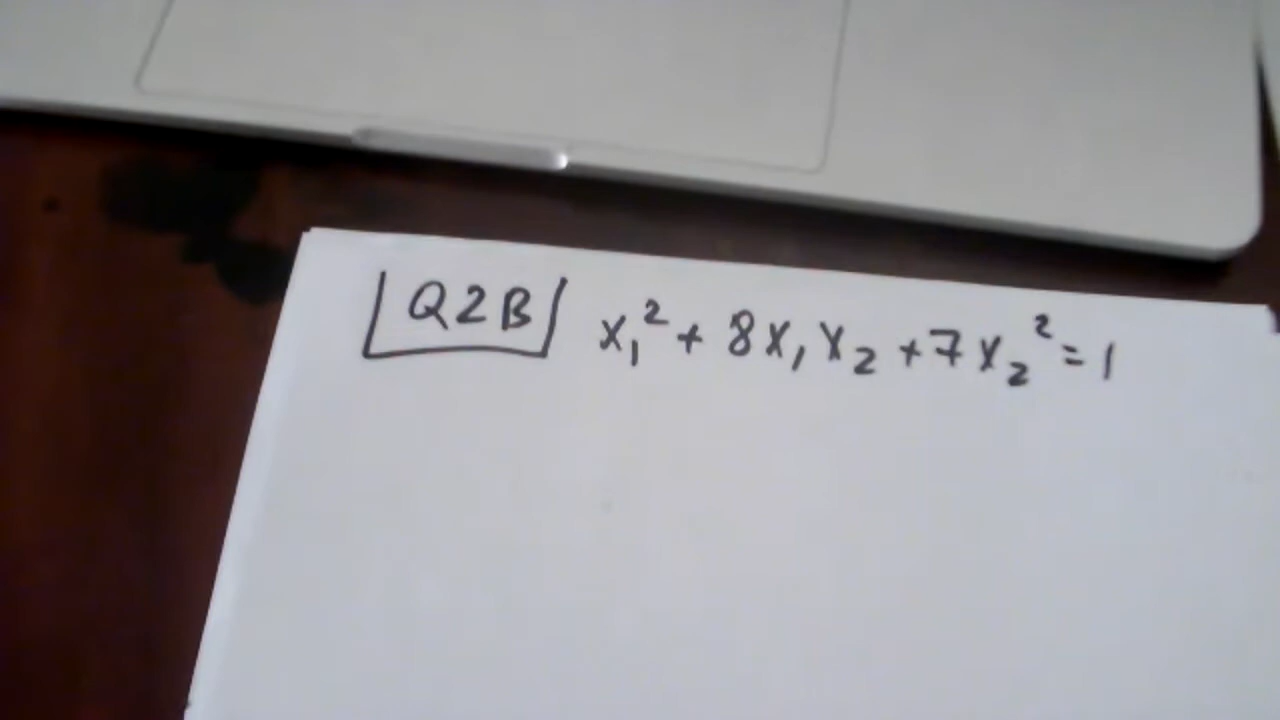 Q2B x₁² + 8x₁x₂ + 7x₂² = 1